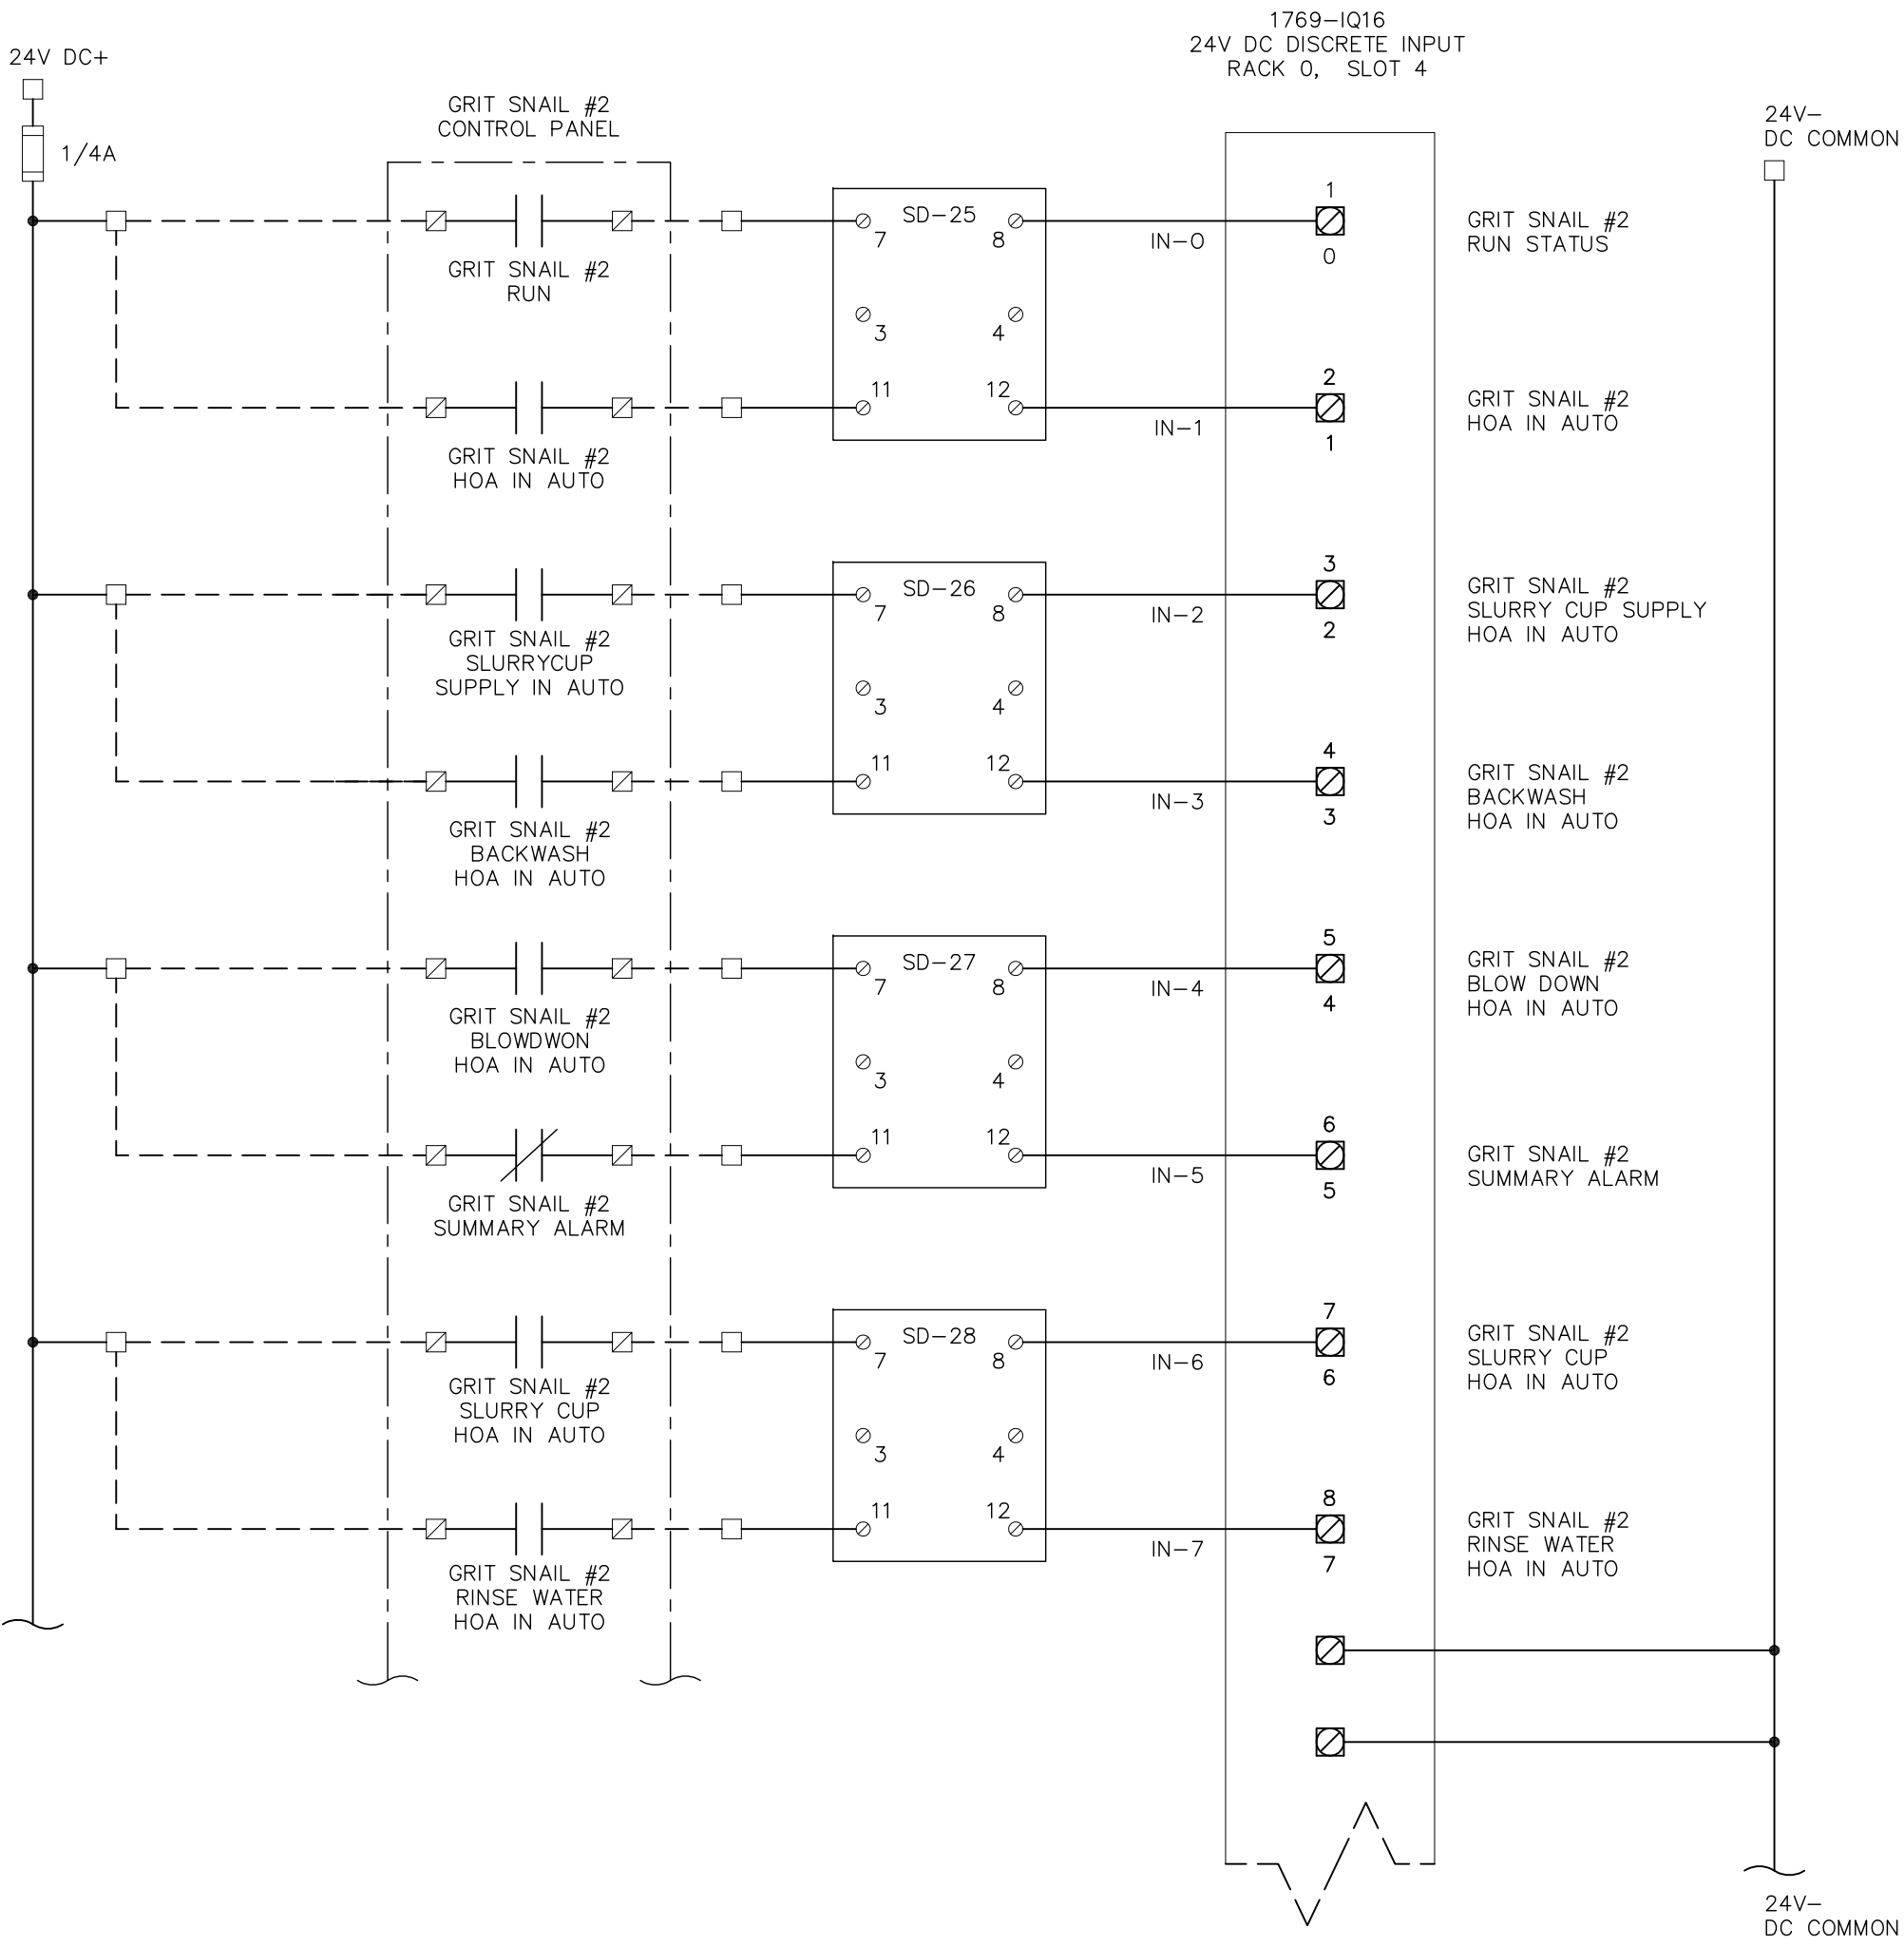 1769-IQ16
24V DC DISCRETE INPUT
RACK 0, SLOT 4
24V DC+
1/4A
GRIT SNAIL #2
CONTROL PANEL
24V-
DC COMMON
GRIT SNAIL #2
RUN
SD-25
7
8
3
4
11
12
IN-0
1
0
GRIT SNAIL #2
RUN STATUS
GRIT SNAIL #2
HOA IN AUTO
IN-1
2
1
GRIT SNAIL #2
HOA IN AUTO
GRIT SNAIL #2
SLURRYCUP
SUPPLY IN AUTO
SD-26
7
8
3
4
11
12
IN-2
3
2
GRIT SNAIL #2
SLURRY CUP SUPPLY
HOA IN AUTO
GRIT SNAIL #2
BACKWASH
HOA IN AUTO
IN-3
4
3
GRIT SNAIL #2
BACKWASH
HOA IN AUTO
GRIT SNAIL #2
BLOWDWON
HOA IN AUTO
SD-27
7
8
3
4
11
12
IN-4
5
4
GRIT SNAIL #2
BLOW DOWN
HOA IN AUTO
GRIT SNAIL #2
SUMMARY ALARM
IN-5
6
5
GRIT SNAIL #2
SUMMARY ALARM
GRIT SNAIL #2
SLURRY CUP
HOA IN AUTO
SD-28
7
8
3
4
11
12
IN-6
7
6
GRIT SNAIL #2
SLURRY CUP
HOA IN AUTO
GRIT SNAIL #2
RINSE WATER
HOA IN AUTO
IN-7
8
7
GRIT SNAIL #2
RINSE WATER
HOA IN AUTO
24V-
DC COMMON